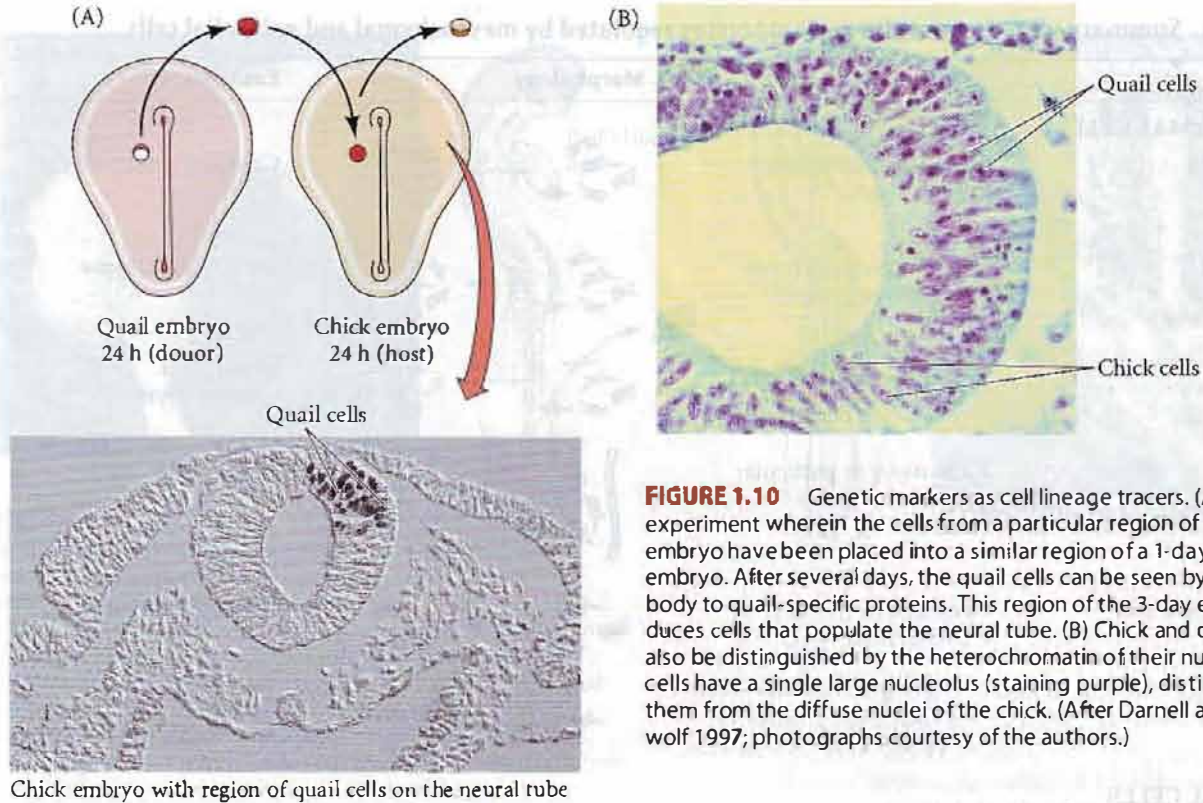 (A)
(B)
Quail cells
Chick cells
Quail embryo
24 h (douor)
Chick embryo
24 h (host)
Quail cells
Chick embryo with region of quail cells on the neural tube
FIGURE 1.10 Genetic markers as cell lineage tracers.
experiment wherein the cells from a particular region of
embryo have been placed into a similar region of a 1-day
embryo. After several days, the quail cells can be seen by
body to quail-specific proteins. This region of the 3-day e
duces cells that populate the neural tube. (B) Chick and
also be distinguished by the heterochromatin of their nu
cells have a single large nucleolus (staining purple), disti
them from the diffuse nuclei of the chick. (After Darnell a
wolf 1997; photographs courtesy of the authors.)